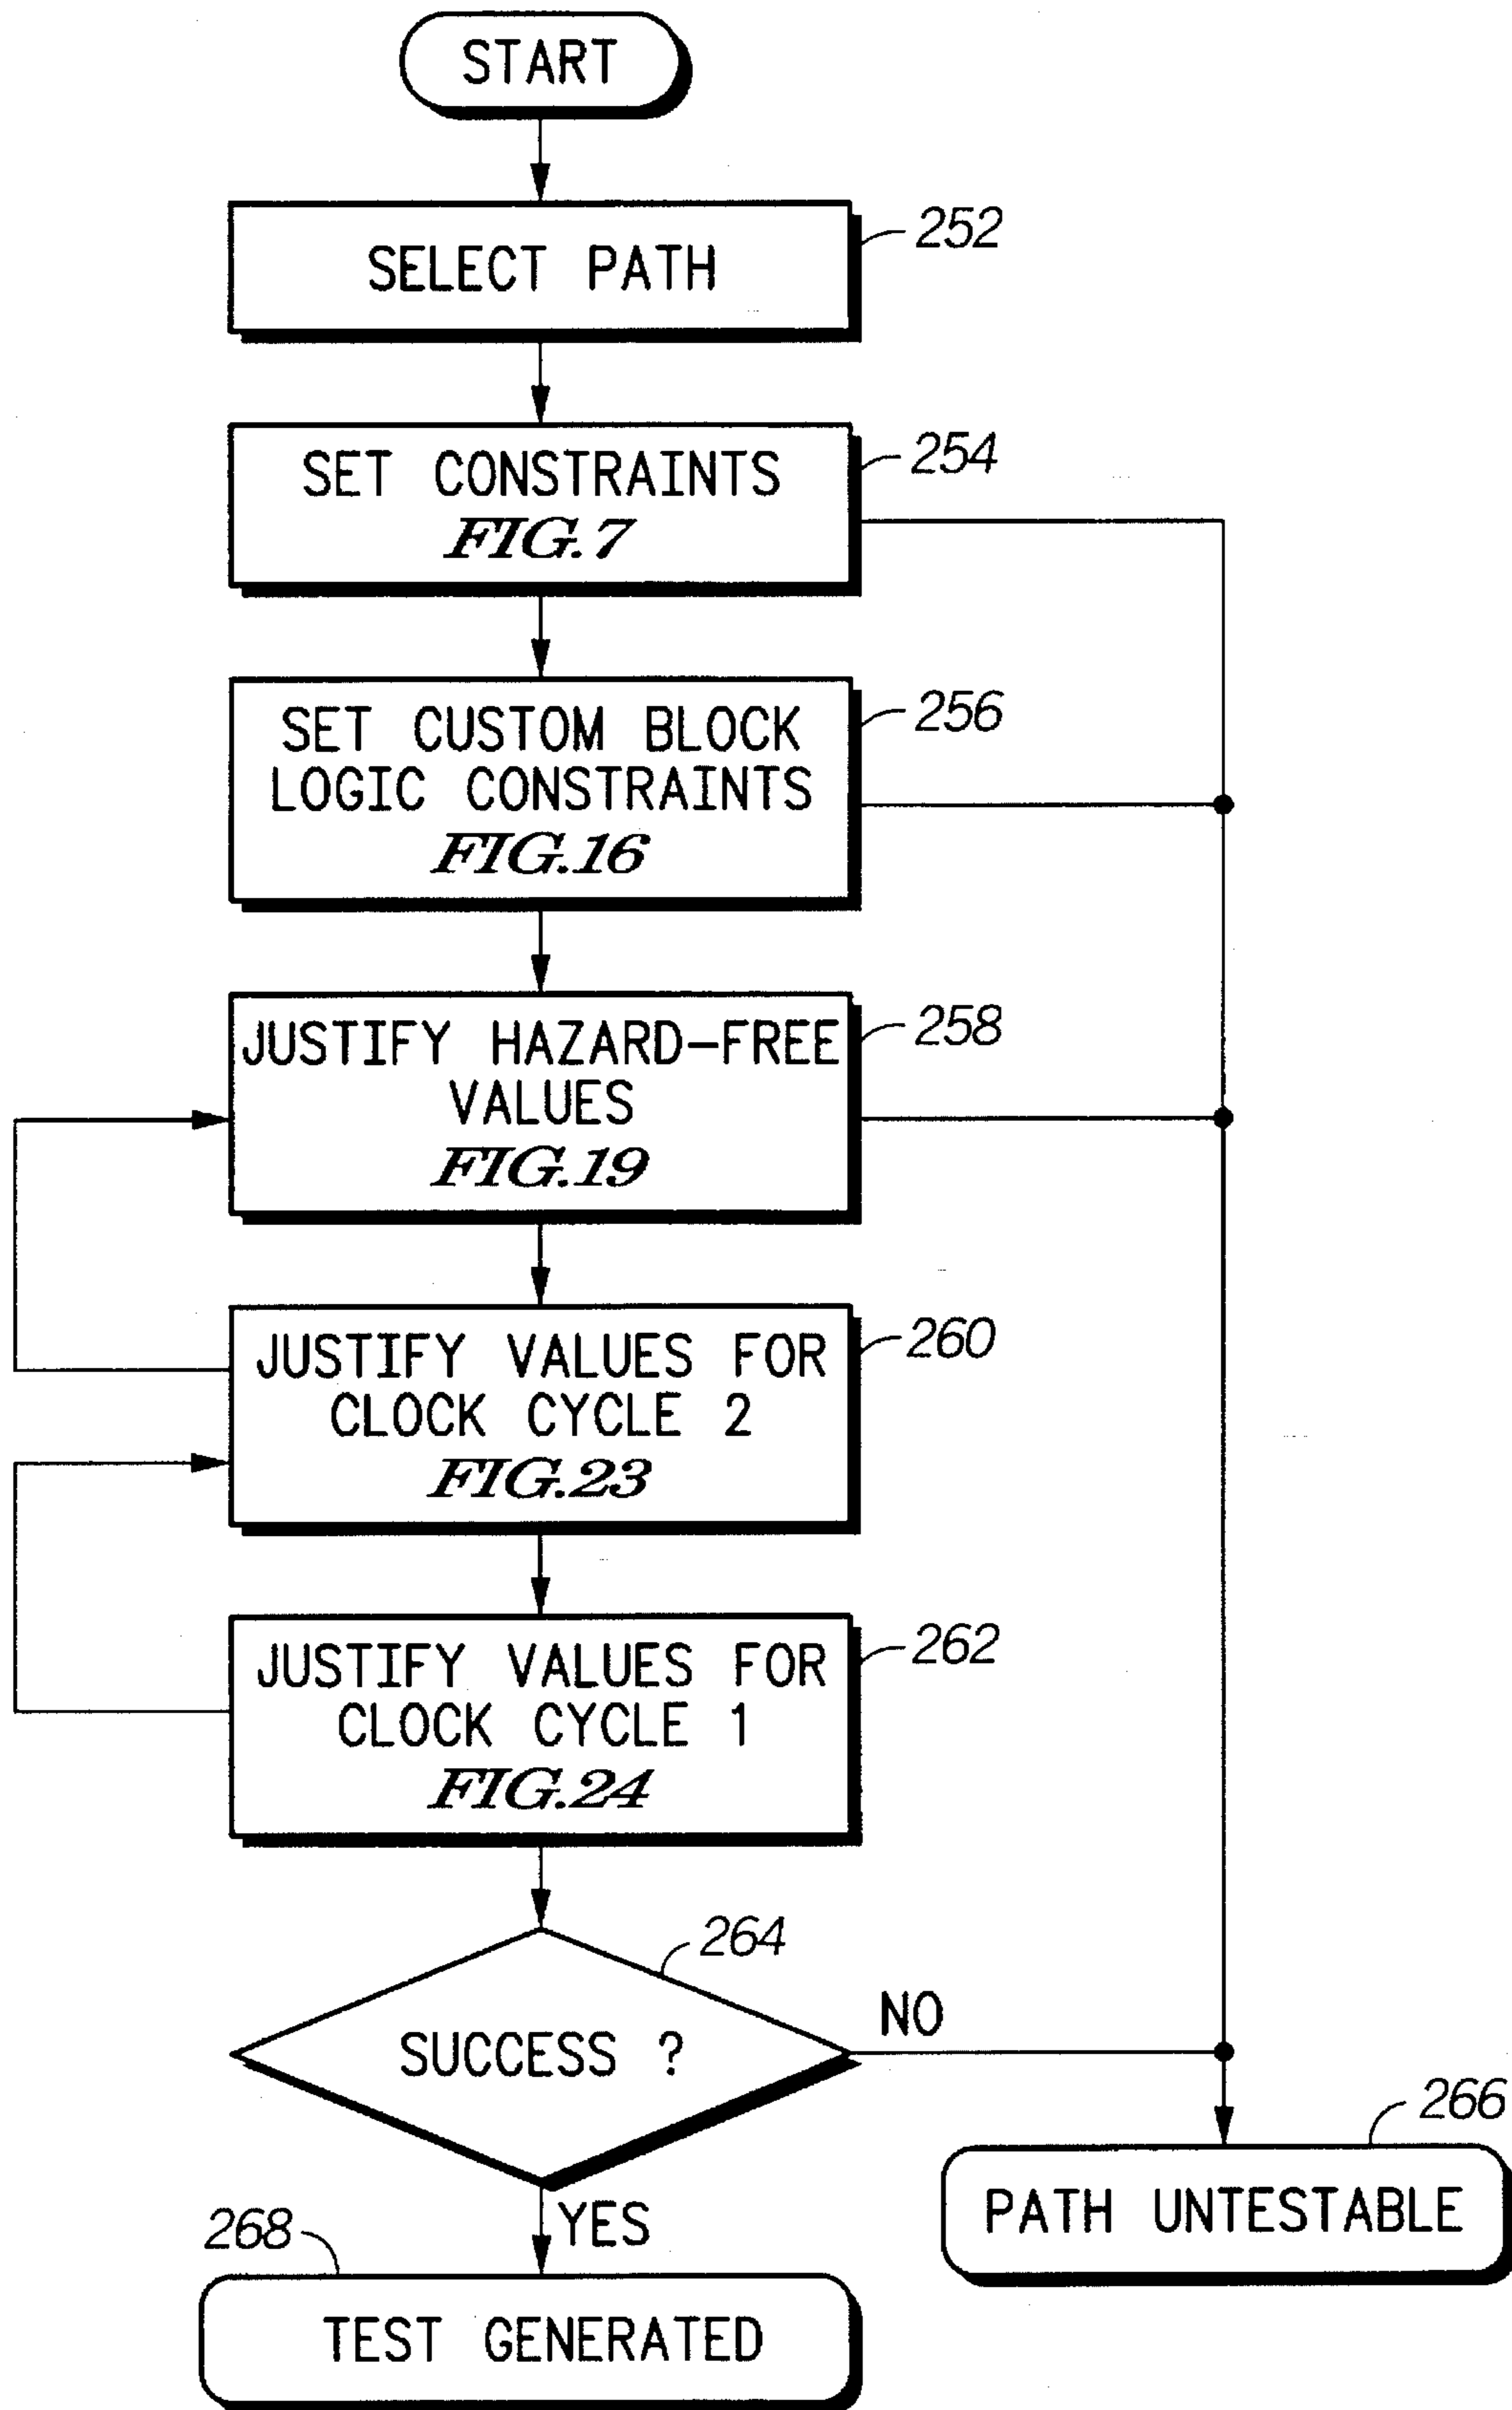 START
SELECT PATH
252
SET CONSTRAINTS
FIG.7
254
SET CUSTOM BLOCK
LOGIC CONSTRAINTS
FIG.16
256
JUSTIFY HAZARD-FREE
VALUES
FIG.19
258
JUSTIFY VALUES FOR
CLOCK CYCLE 2
FIG.23
260
JUSTIFY VALUES FOR
CLOCK CYCLE 1
FIG.24
262
264
SUCCESS ?
NO
YES
266
PATH UNTESTABLE
268
TEST GENERATED